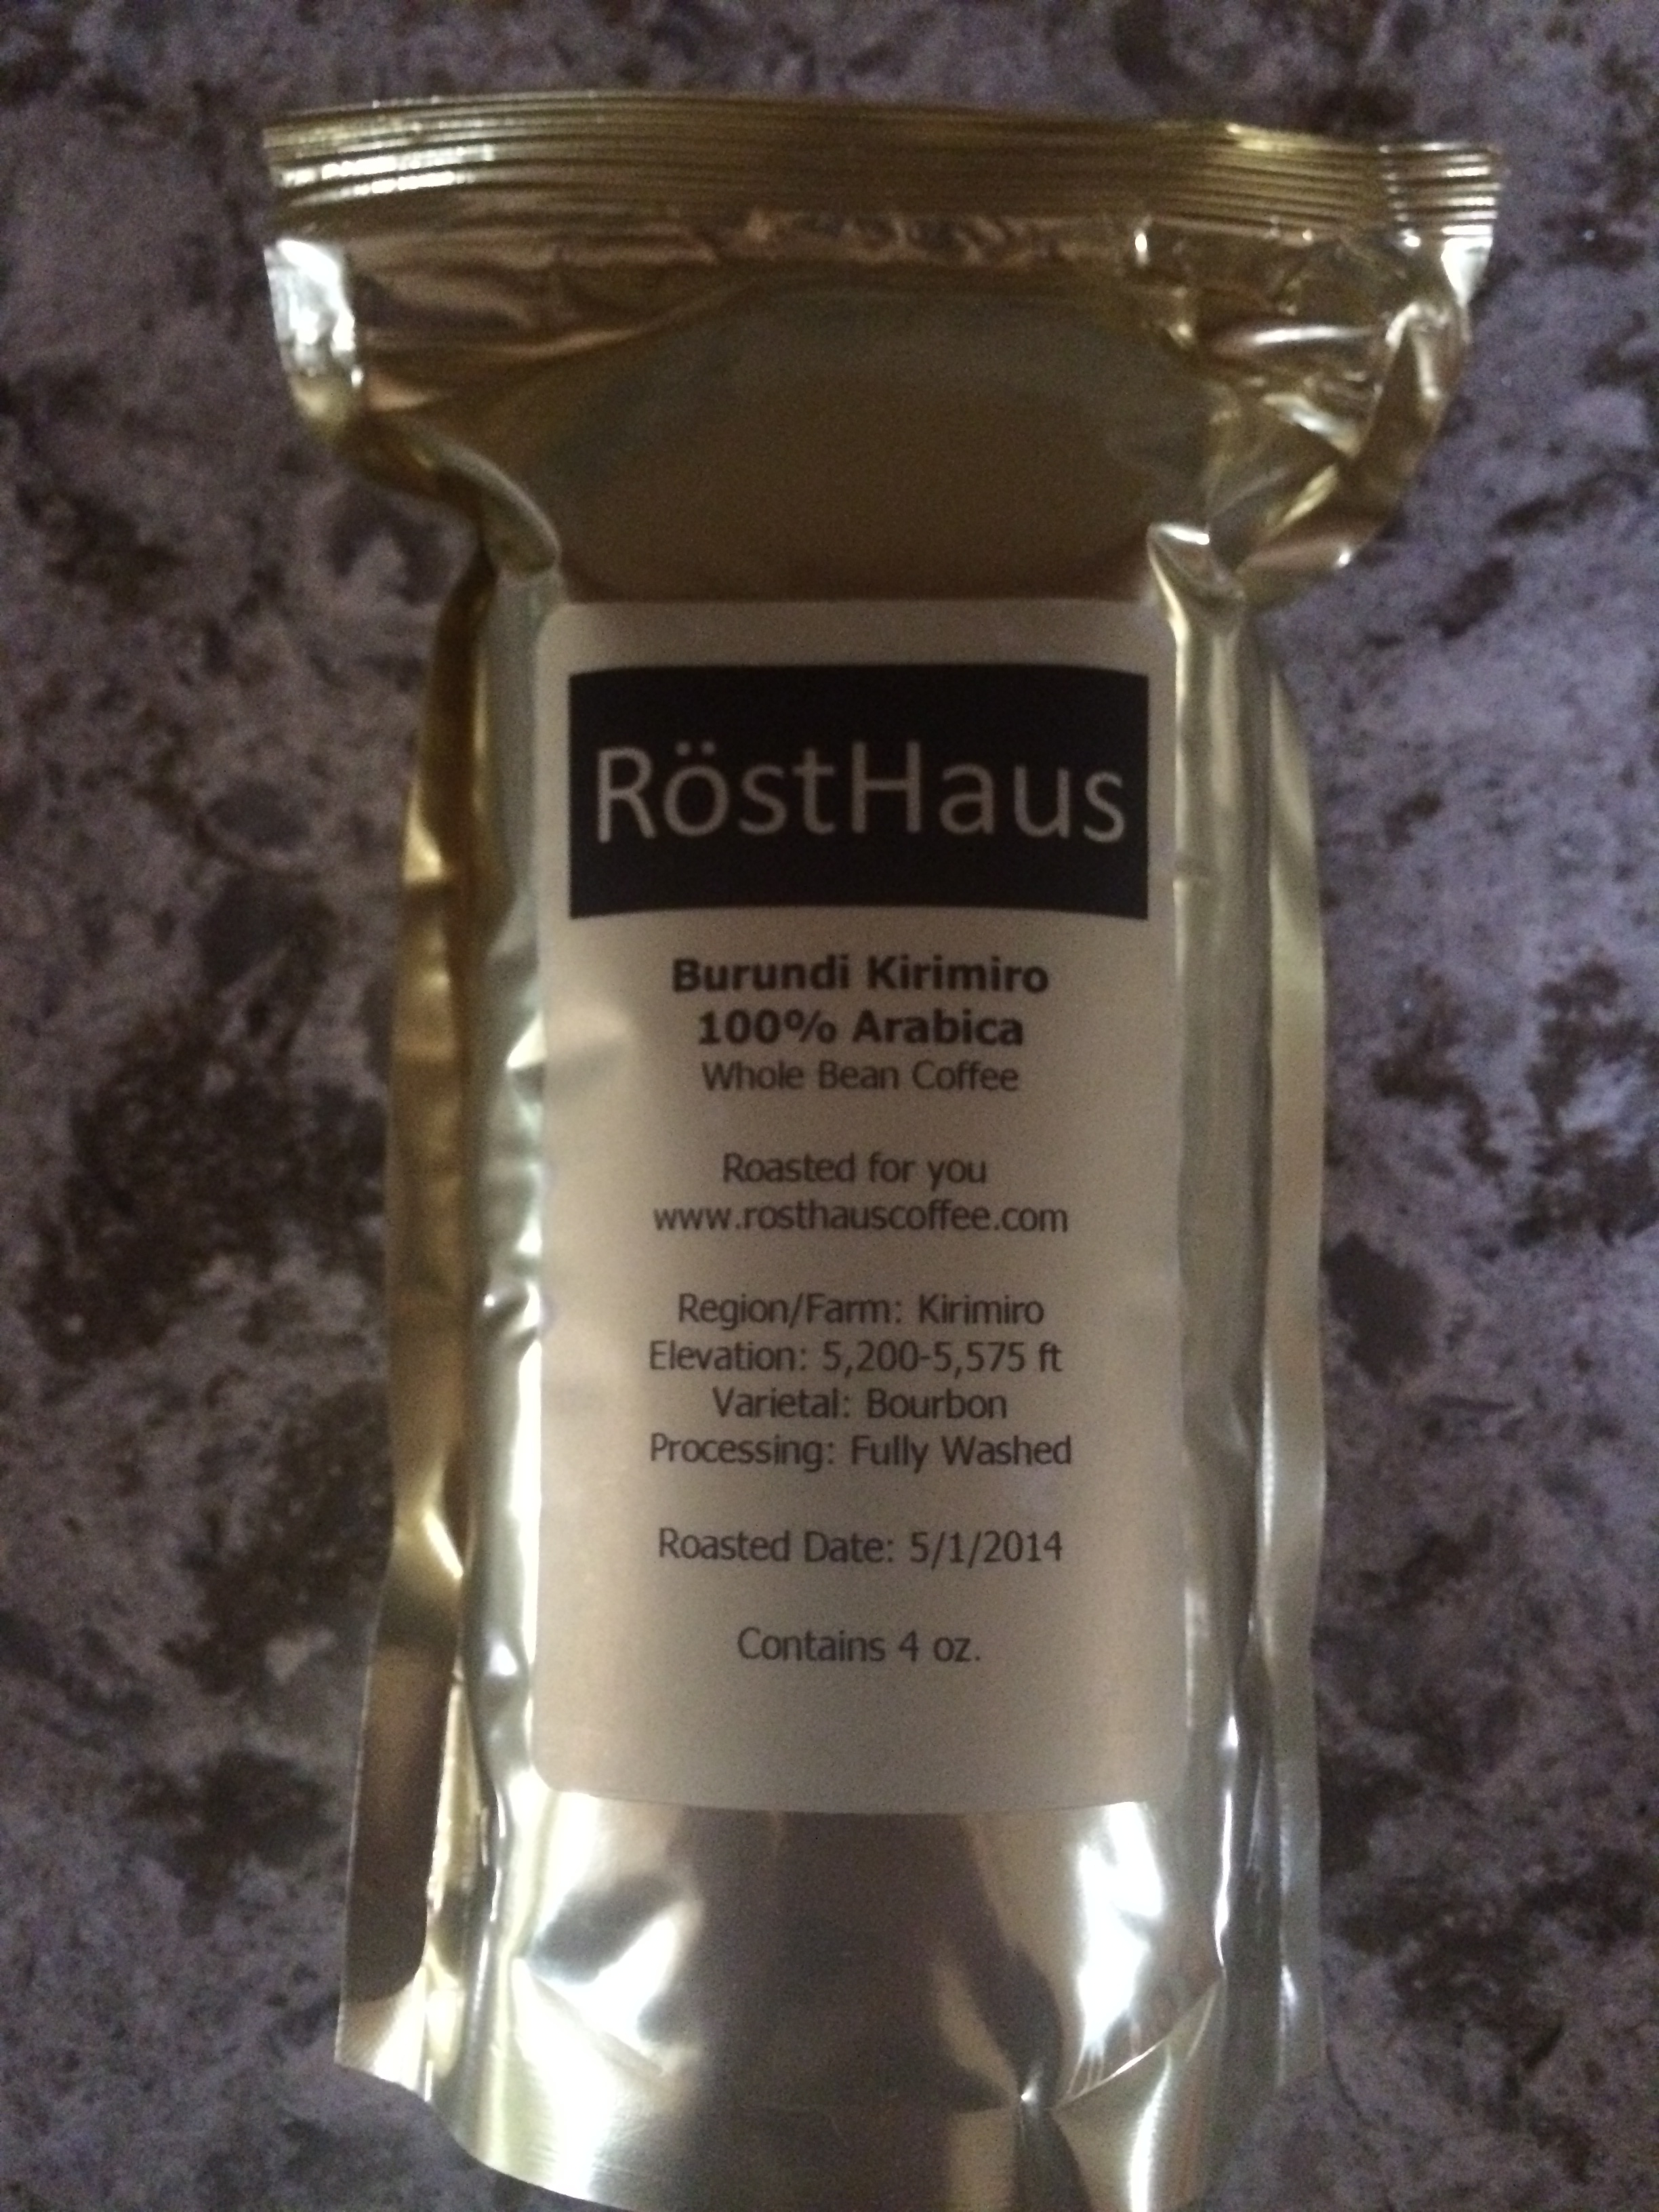 RöstHaus
Burundi Kirimiro
100% Arabica
Whole Bean Coffee
Roasted for you
www.rosthauscoffee.com
Region/Farm: Kirimiro
Elevation: 5,200-5,575 ft
Varietal: Bourbon
Processing: Fully Washed
Roasted Date: 5/1/2014
Contains 4 oz.